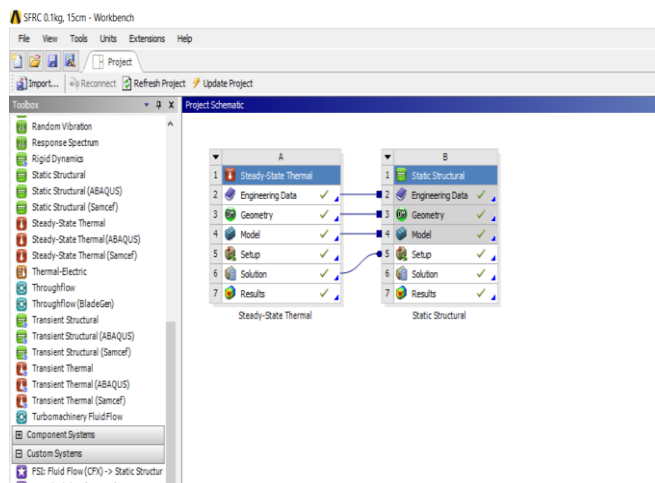 SFRC 0.1kg, 15cm - Workbench
File View Tools Units Extensions Help
Project
Import... Reconnect Refresh Project Update Project
Toolbox
Project Schematic
Random Vibration
Response Spectrum
Rigid Dynamics
Static Structural
Static Structural (ABAQUS)
Static Structural (Samcef)
Steady-State Thermal
Steady-State Thermal (ABAQUS)
Steady-State Thermal (Samcef)
Thermal-Electric
Throughflow
Throughflow (BladeGen)
Transient Structural
Transient Structural (ABAQUS)
Transient Structural (Samcef)
Transient Thermal
Transient Thermal (ABAQUS)
Transient Thermal (Samcef)
Turbomachinery Fluid Flow
Component Systems
Custom Systems
FSI: Fluid Flow (CFX) -> Static Structur
A
1 Steady-State Thermal
2 Engineering Data
3 Geometry
4 Model
5 Setup
6 Solution
7 Results
Steady-State Thermal
B
1 Static Structural
2 Engineering Data
3 Geometry
4 Model
5 Setup
6 Solution
7 Results
Static Structural